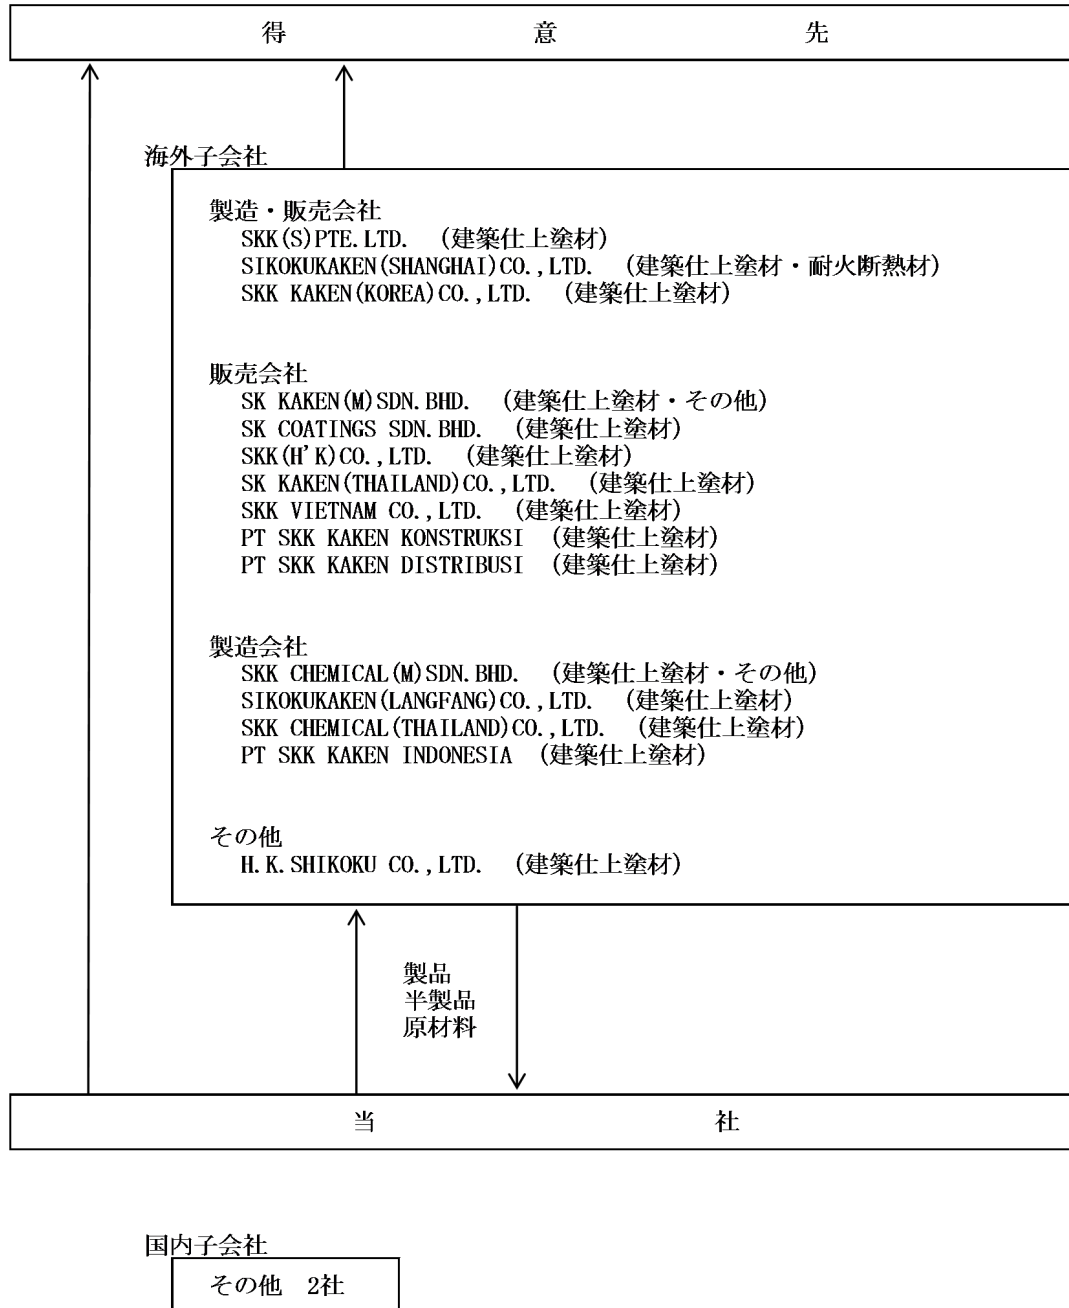 得 意 先
海外子会社
製造・販売会社
SKK(S)PTE.LTD. (建築仕上塗材)
SIKOKUKAKEN(SHANGHAI)CO.,LTD. (建築仕上塗材・耐火断熱材)
SKK KAKEN(KOREA)CO.,LTD. (建築仕上塗材)
販売会社
SK KAKEN(M)SDN.BHD. (建築仕上塗材・その他)
SK COATINGS SDN.BHD. (建築仕上塗材)
SKK(H'K)CO.,LTD. (建築仕上塗材)
SK KAKEN(THAILAND)CO.,LTD. (建築仕上塗材)
SKK VIETNAM CO.,LTD. (建築仕上塗材)
PT SKK KAKEN KONSTRUKSI (建築仕上塗材)
PT SKK KAKEN DISTRIBUSI (建築仕上塗材)
製造会社
SKK CHEMICAL(M)SDN.BHD. (建築仕上塗材・その他)
SIKOKUKAKEN(LANGFANG)CO.,LTD. (建築仕上塗材)
SKK CHEMICAL(THAILAND)CO.,LTD. (建築仕上塗材)
PT SKK KAKEN INDONESIA (建築仕上塗材)
その他
H.K.SHIKOKU CO.,LTD. (建築仕上塗材)
製品
半製品
原材料
当 社
国内子会社
その他 2社